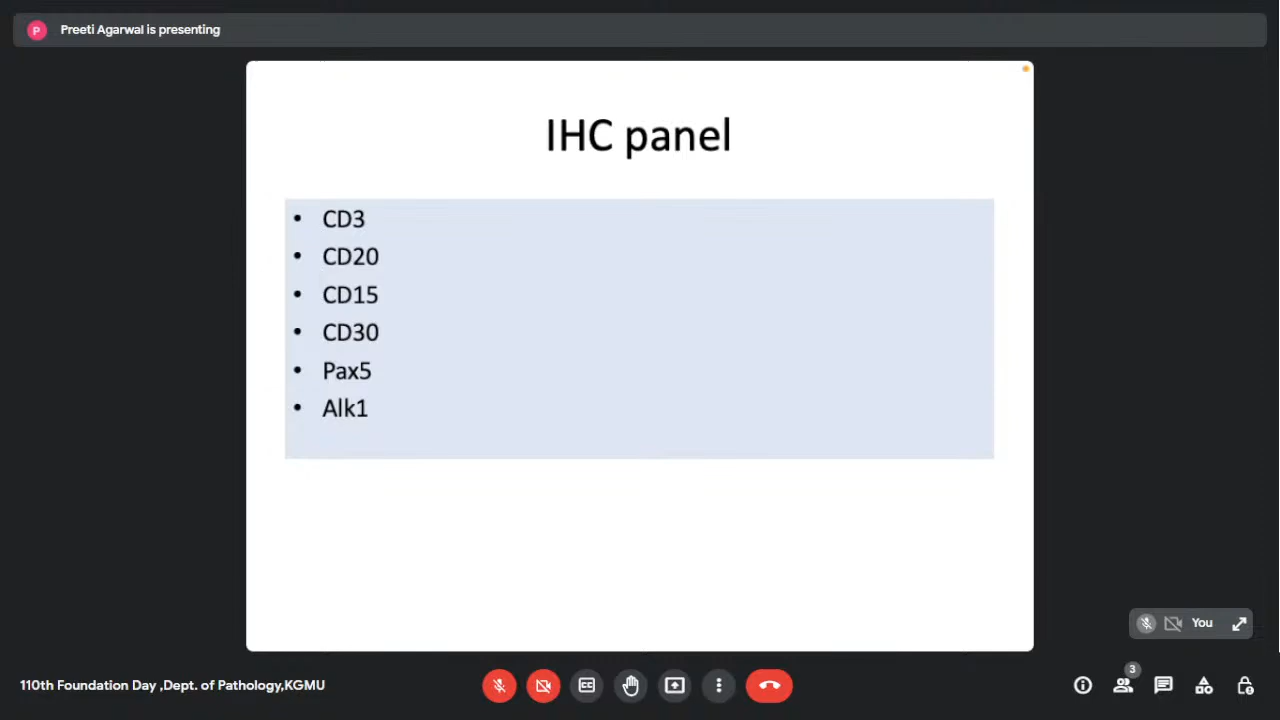 P Preeti Agarwal is presenting
IHC panel
• CD3
• CD20
• CD15
• CD30
• Pax5
• Alk1
You
3
110th Foundation Day ,Dept. of Pathology,KGMU